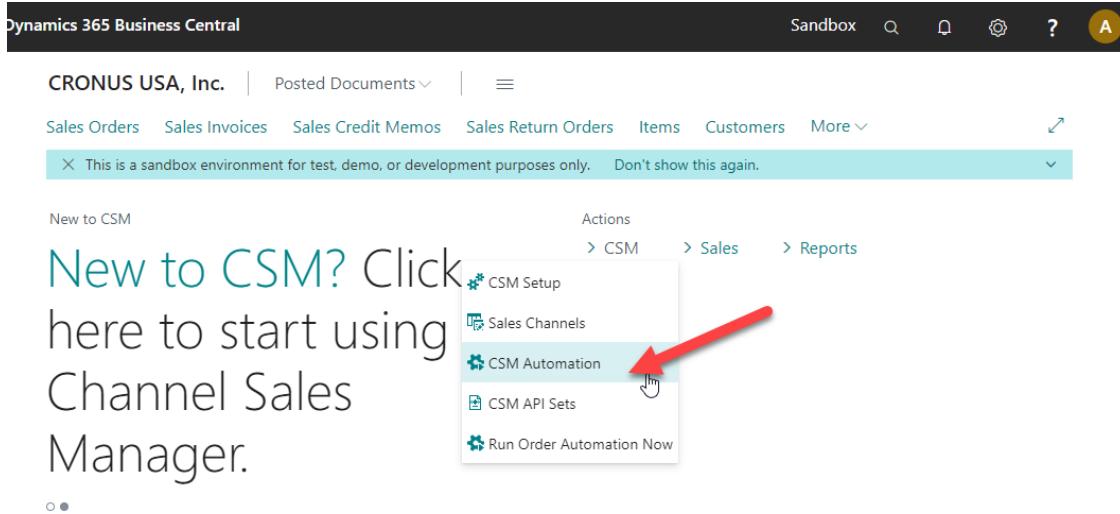 Dynamics 365 Business Central
Sandbox
?
A
CRONUS USA, Inc.
Posted Documents
Sales Orders Sales Invoices Sales Credit Memos Sales Return Orders Items Customers More
This is a sandbox environment for test, demo, or development purposes only. Don't show this again.
New to CSM
New to CSM? Click
here to start using
Channel Sales
Manager.
Actions
> CSM > Sales > Reports
CSM Setup
Sales Channels
CSM Automation
CSM API Sets
Run Order Automation Now